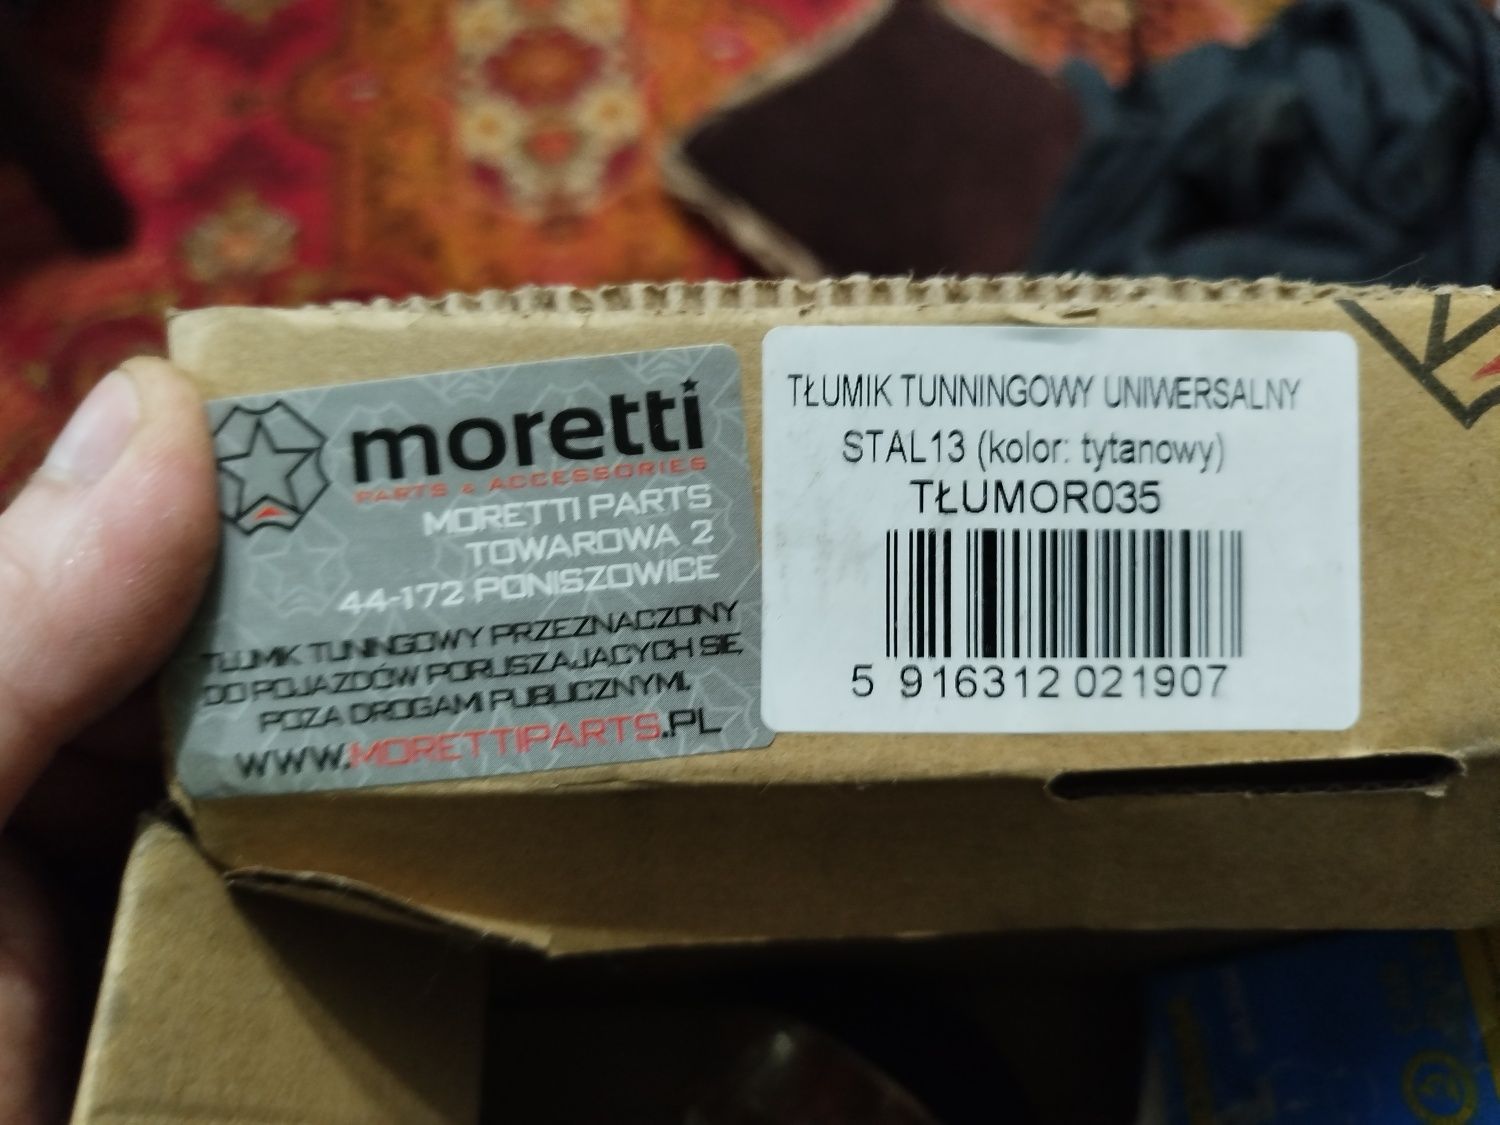 moretti
PARTS & ACCESSORIES
MORETTI PARTS
TOWAROWA 2
44-172 PONISZOWICE
TŁUMIK TUNINGOWY PRZEZNACZONY
DO POJAZDÓW PORUSZAJĄCYCH SIĘ
POZA DROGAMI PUBLICZNYMI.
WWW.MORETTIPARTS.PL
TŁUMIK TUNNINGOWY UNIWERSALNY
STAL13 (kolor: tytanowy)
TŁUMOR035
5 916312 021907